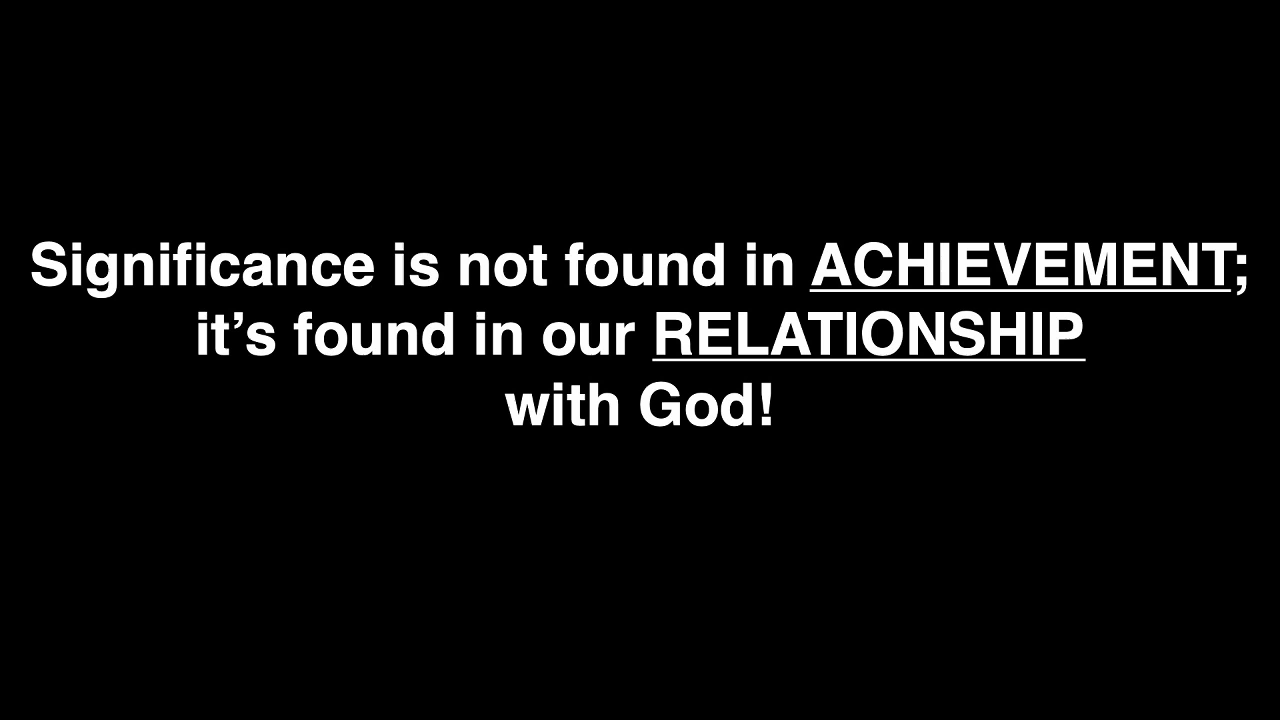 Significance is not found in ACHIEVEMENT;
it’s found in our RELATIONSHIP
with God!